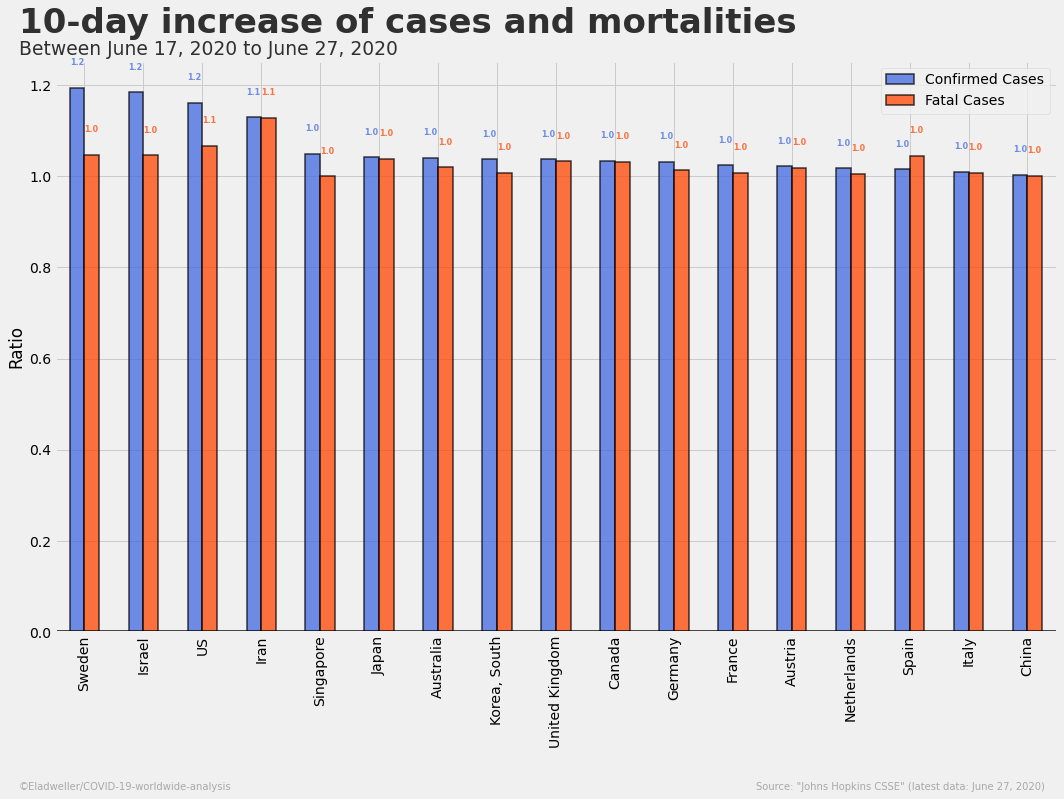 10-day increase of cases and mortalities
Between June 17, 2020 to June 27, 2020
Confirmed Cases
Fatal Cases
1.2 1.2 1.2 1.1 1.0 1.0 1.0 1.0 1.0 1.0 1.0 1.0 1.0 1.0 1.0 1.0 1.0
1.0 1.0 1.1 1.1 1.0 1.0 1.0 1.0 1.0 1.0 1.0 1.0 1.0 1.0 1.0 1.0 1.0
Ratio
1.2
1.0
0.8
0.6
0.4
0.2
0.0
Sweden
Israel
US
Iran
Singapore
Japan
Australia
Korea, South
United Kingdom
Canada
Germany
France
Austria
Netherlands
Spain
Italy
China
©Eladweller/COVID-19-worldwide-analysis
Source: "Johns Hopkins CSSE" (latest data: June 27, 2020)